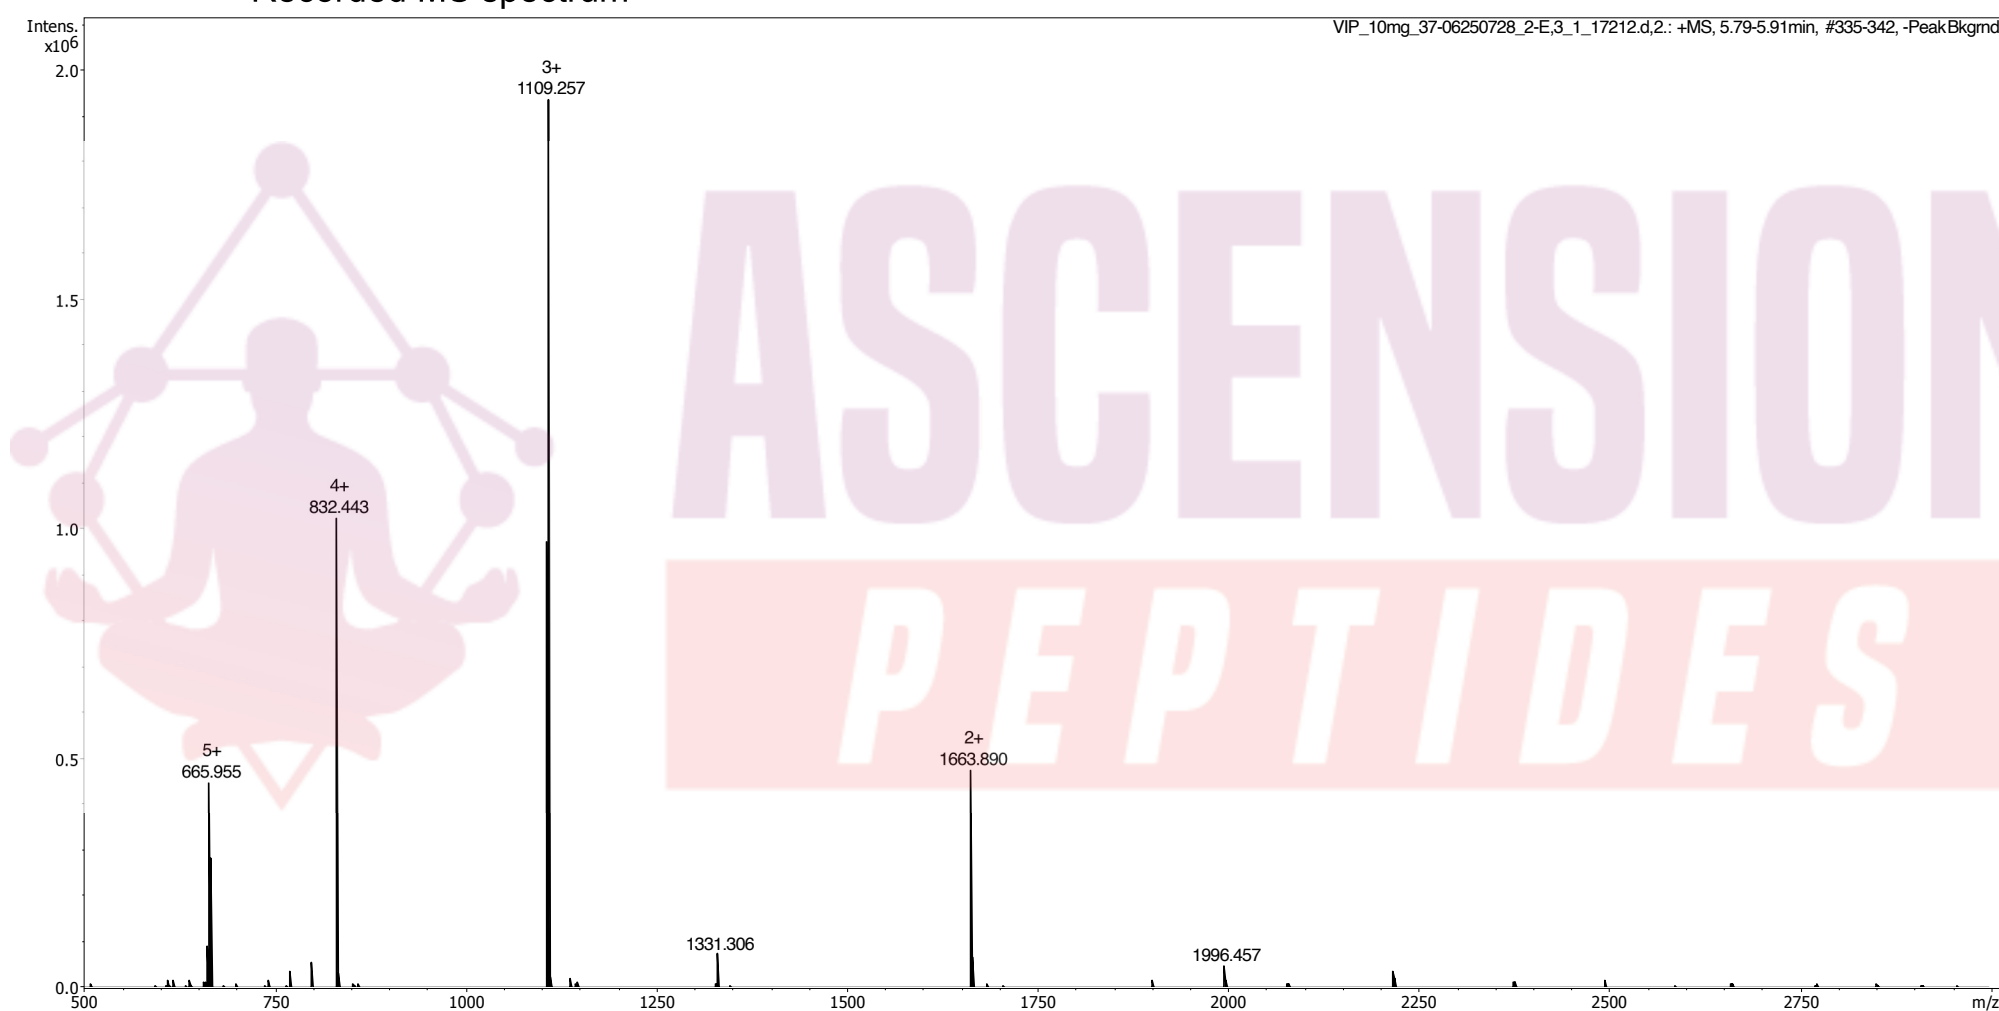 Recorded MS spectrum
Intens.
x10⁶
VIP_10mg_37-06250728_2-E,3_1_17212.d,2.: +MS, 5.79-5.91min, #335-342, -PeakBkgrnd
2.0
3+
1109.257
1.5
ASCENSION
1.0
4+
832.443
PEPTIDES
0.5
5+
665.955
2+
1663.890
1331.306
1996.457
0.0
500 750 1000 1250 1500 1750 2000 2250 2500 2750 m/z